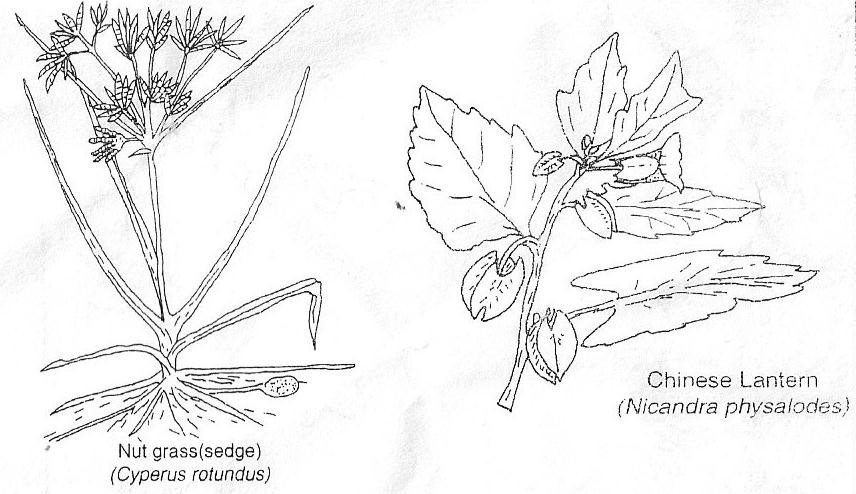 Nut grass(sedge)
(Cyperus rotundus)
Chinese Lantern
(Nicandra physalodes)